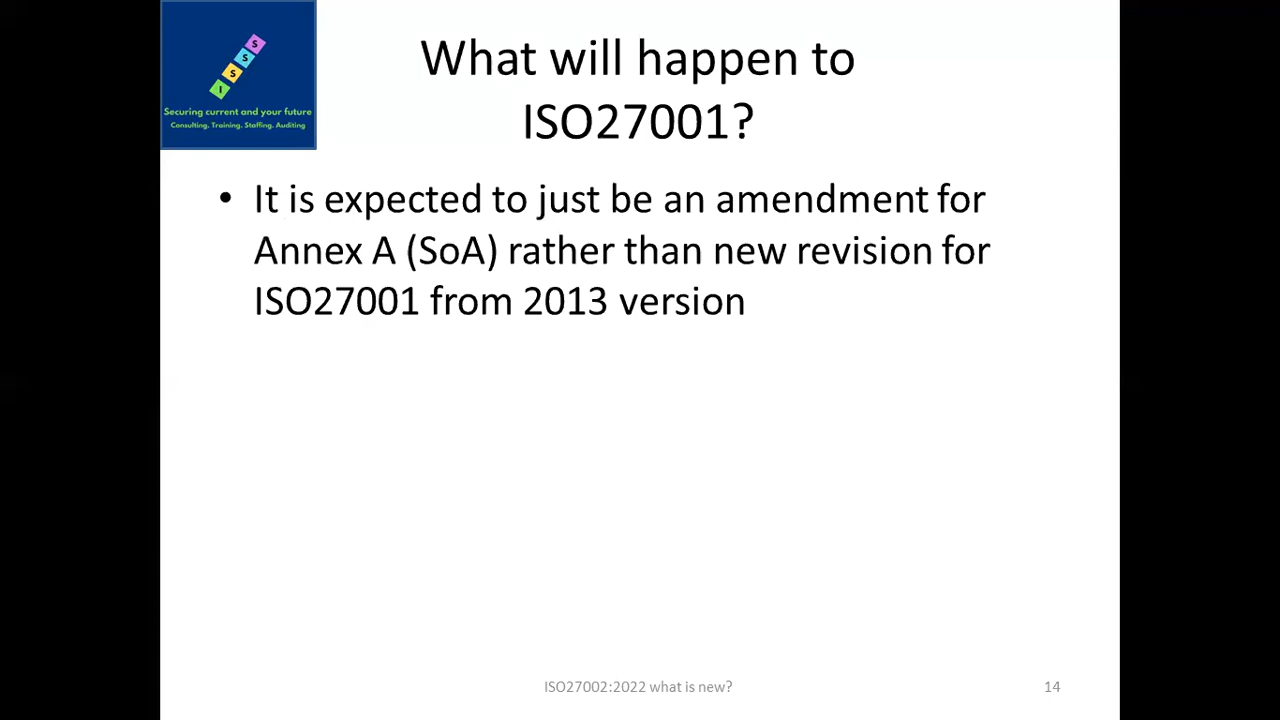 S
S
S
I
Securing current and your future
Consulting. Training. Staffing. Auditing
What will happen to
ISO27001?
• It is expected to just be an amendment for
Annex A (SoA) rather than new revision for
ISO27001 from 2013 version
ISO27002:2022 what is new?
14